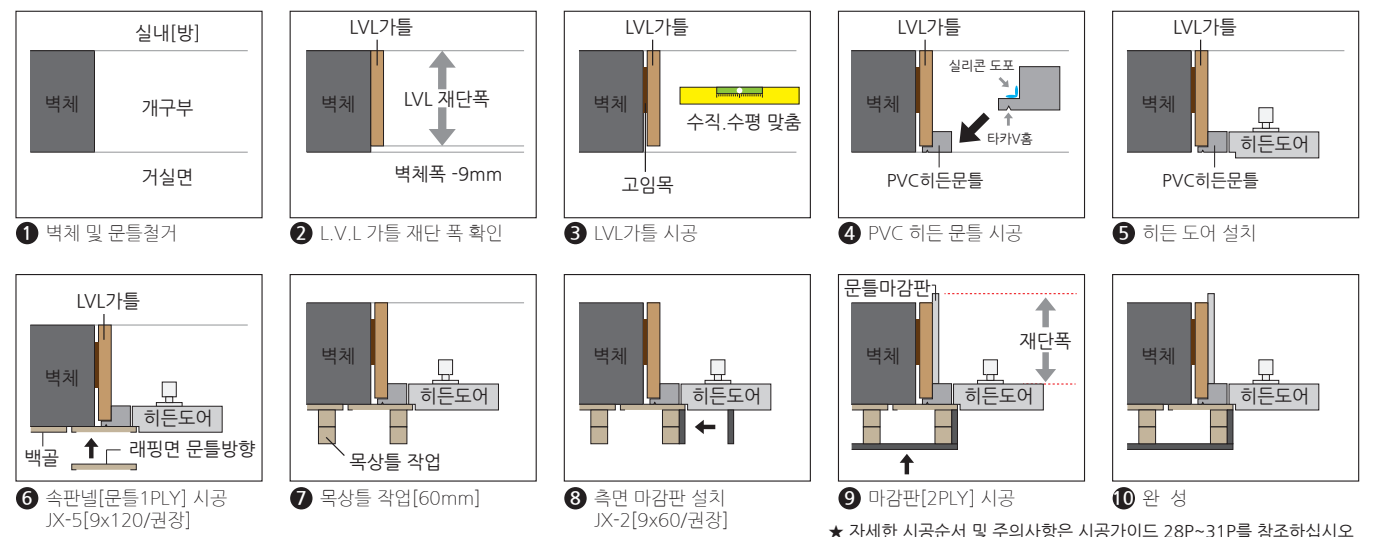 실내[방]
벽체
개구부
거실면
❶ 벽체 및 문틀철거
LVL가틀
벽체
LVL 재단폭
벽체폭 -9mm
❷ L.V.L 가틀 재단 폭 확인
LVL가틀
벽체
수직.수평 맞춤
고임목
❸ LVL가틀 시공
LVL가틀
실리콘 도포
벽체
타카V홈
PVC히든문틀
❹ PVC 히든 문틀 시공
LVL가틀
벽체
히든도어
PVC히든문틀
❺ 히든 도어 설치
LVL가틀
벽체
히든도어
백골
래핑면 문틀방향
❻ 속판넬[문틀1PLY] 시공
JX-5[9x120/권장]
벽체
히든도어
목상틀 작업
❼ 목상틀 작업[60mm]
벽체
히든도어
❽ 측면 마감판 설치
JX-2[9x60/권장]
문틀마감판
재단폭
벽체
히든도어
❾ 마감판[2PLY] 시공
벽체
히든도어
❿ 완 성
★ 자세한 시공순서 및 주의사항은 시공가이드 28P~31P를 참조하십시오